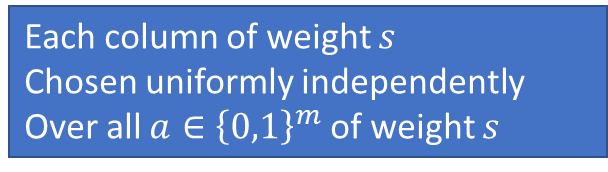 Each column of weight 𝑠
Chosen uniformly independently
Over all 𝑎 ∈ {0,1}ᵐ of weight 𝑠